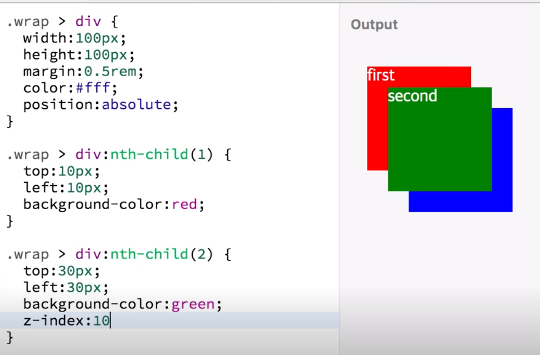 .wrap > div {
width:100px;
height:100px;
margin:0.5rem;
color:#fff;
position:absolute;
}
.wrap > div:nth-child(1) {
top:10px;
left:10px;
background-color:red;
}
.wrap > div:nth-child(2) {
top:30px;
left:30px;
background-color:green;
z-index:10
}
Output
first
second